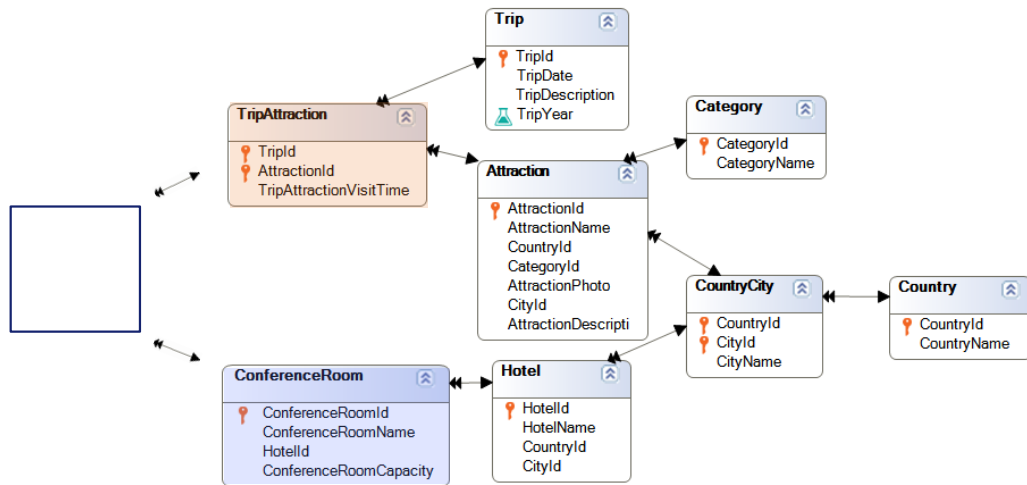 Trip
TripId
TripDate
TripDescription
TripYear
TripAttraction
TripId
AttractionId
TripAttractionVisitTime
Category
CategoryId
CategoryName
Attraction
AttractionId
AttractionName
CountryId
CategoryId
AttractionPhoto
CityId
AttractionDescripti
CountryCity
CountryId
CityId
CityName
Country
CountryId
CountryName
ConferenceRoom
ConferenceRoomId
ConferenceRoomName
HotelId
ConferenceRoomCapacity
Hotel
HotelId
HotelName
CountryId
CityId